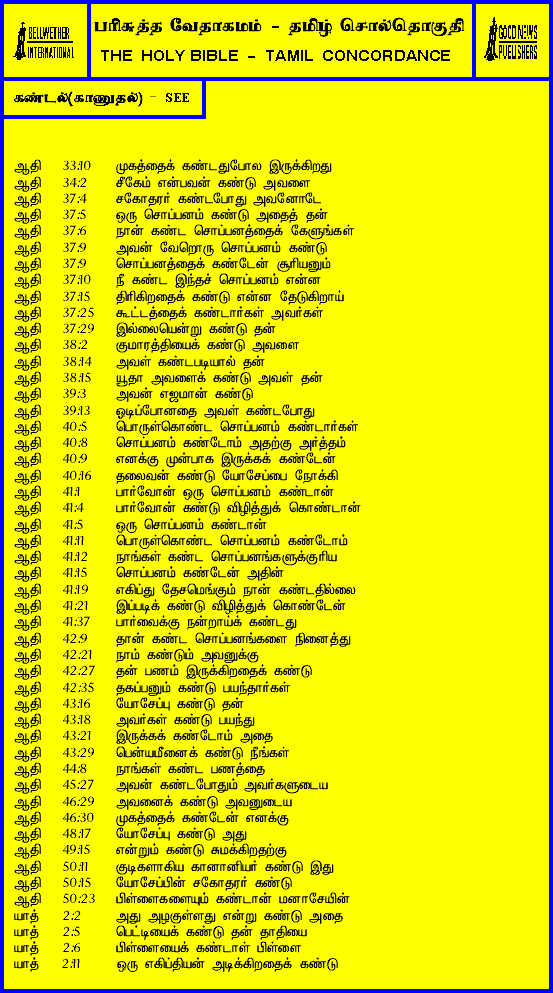 BELLWETHER
INTERNATIONAL
பரிசுத்த வேதாகமம் - தமிழ் சொல்தொகுதி
THE HOLY BIBLE - TAMIL CONCORDANCE
GOOD NEWS
PUBLISHERS
கண்டல்(காணுதல்) - SEE
ஆதி 33:10 முகத்தைக் கண்டதுபோல இருக்கிறது
ஆதி 34:2 சீகேம் என்பவன் கண்டு அவளை
ஆதி 37:4 சகோதரர் கண்டபோது அவனோடே
ஆதி 37:5 ஒரு சொப்பனம் கண்டு அதைத் தன்
ஆதி 37:6 நான் கண்ட சொப்பனத்தைக் கேளுங்கள்
ஆதி 37:9 அவன் வேறொரு சொப்பனம் கண்டு
ஆதி 37:9 சொப்பனத்தைக் கண்டேன் சூரியனும்
ஆதி 37:10 நீ கண்ட இந்தச் சொப்பனம் என்ன
ஆதி 37:15 திரிகிறதைக் கண்டு என்ன தேடுகிறாய்
ஆதி 37:25 கூட்டத்தைக் கண்டார்கள் அவர்கள்
ஆதி 37:29 இல்லையென்று கண்டு தன்
ஆதி 38:2 குமாரத்தியைக் கண்டு அவளை
ஆதி 38:14 அவள் கண்டபடியால் தன்
ஆதி 38:15 யூதா அவளைக் கண்டு அவள் தன்
ஆதி 39:3 அவன் எஜமான் கண்டு
ஆதி 39:13 ஓடிப்போனதை அவள் கண்டபோது
ஆதி 40:5 பொருள்கொண்ட சொப்பனம் கண்டார்கள்
ஆதி 40:8 சொப்பனம் கண்டோம் அதற்கு அர்த்தம்
ஆதி 40:9 எனக்கு முன்பாக இருக்கக் கண்டேன்
ஆதி 40:16 தலைவன் கண்டு யோசேப்பை நோக்கி
ஆதி 41:1 பார்வோன் ஒரு சொப்பனம் கண்டான்
ஆதி 41:4 பார்வோன் கண்டு விழித்துக் கொண்டான்
ஆதி 41:5 ஒரு சொப்பனம் கண்டான்
ஆதி 41:11 பொருள்கொண்ட சொப்பனம் கண்டோம்
ஆதி 41:12 நாங்கள் கண்ட சொப்பனங்களுக்குரிய
ஆதி 41:15 சொப்பனம் கண்டேன் அதின்
ஆதி 41:19 எகிப்து தேசமெங்கும் நான் கண்டதில்லை
ஆதி 41:21 இப்படிக் கண்டு விழித்துக் கொண்டேன்
ஆதி 41:37 பார்வைக்கு நன்றாய்க் கண்டது
ஆதி 42:9 தான் கண்ட சொப்பனங்களை நினைத்து
ஆதி 42:21 நாம் கண்டும் அவனுக்கு
ஆதி 42:27 தன் பணம் இருக்கிறதைக் கண்டு
ஆதி 42:35 தகப்பனும் கண்டு பயந்தார்கள்
ஆதி 43:16 யோசேப்பு கண்டு தன்
ஆதி 43:18 அவர்கள் கண்டு பயந்து
ஆதி 43:21 இருக்கக் கண்டோம் அதை
ஆதி 43:29 பென்யமீனைக் கண்டு நீங்கள்
ஆதி 44:8 நாங்கள் கண்ட பணத்தை
ஆதி 45:27 அவன் கண்டபோதும் அவர்களுடைய
ஆதி 46:29 அவனைக் கண்டு அவனுடைய
ஆதி 46:30 முகத்தைக் கண்டேன் எனக்கு
ஆதி 48:17 யோசேப்பு கண்டு அது
ஆதி 49:15 என்றும் கண்டு சுமக்கிறதற்கு
ஆதி 50:11 குடிகளாகிய கானானியர் கண்டு இது
ஆதி 50:15 யோசேப்பின் சகோதரர் கண்டு
ஆதி 50:23 பிள்ளைகளையும் கண்டான் மனாசேயின்
யாத் 2:2 அது அழகுள்ளது என்று கண்டு அதை
யாத் 2:5 பெட்டியைக் கண்டு தன் தாதியை
யாத் 2:6 பிள்ளையைக் கண்டாள் பிள்ளை
யாத் 2:11 ஒரு எகிப்தியன் அடிக்கிறதைக் கண்டு